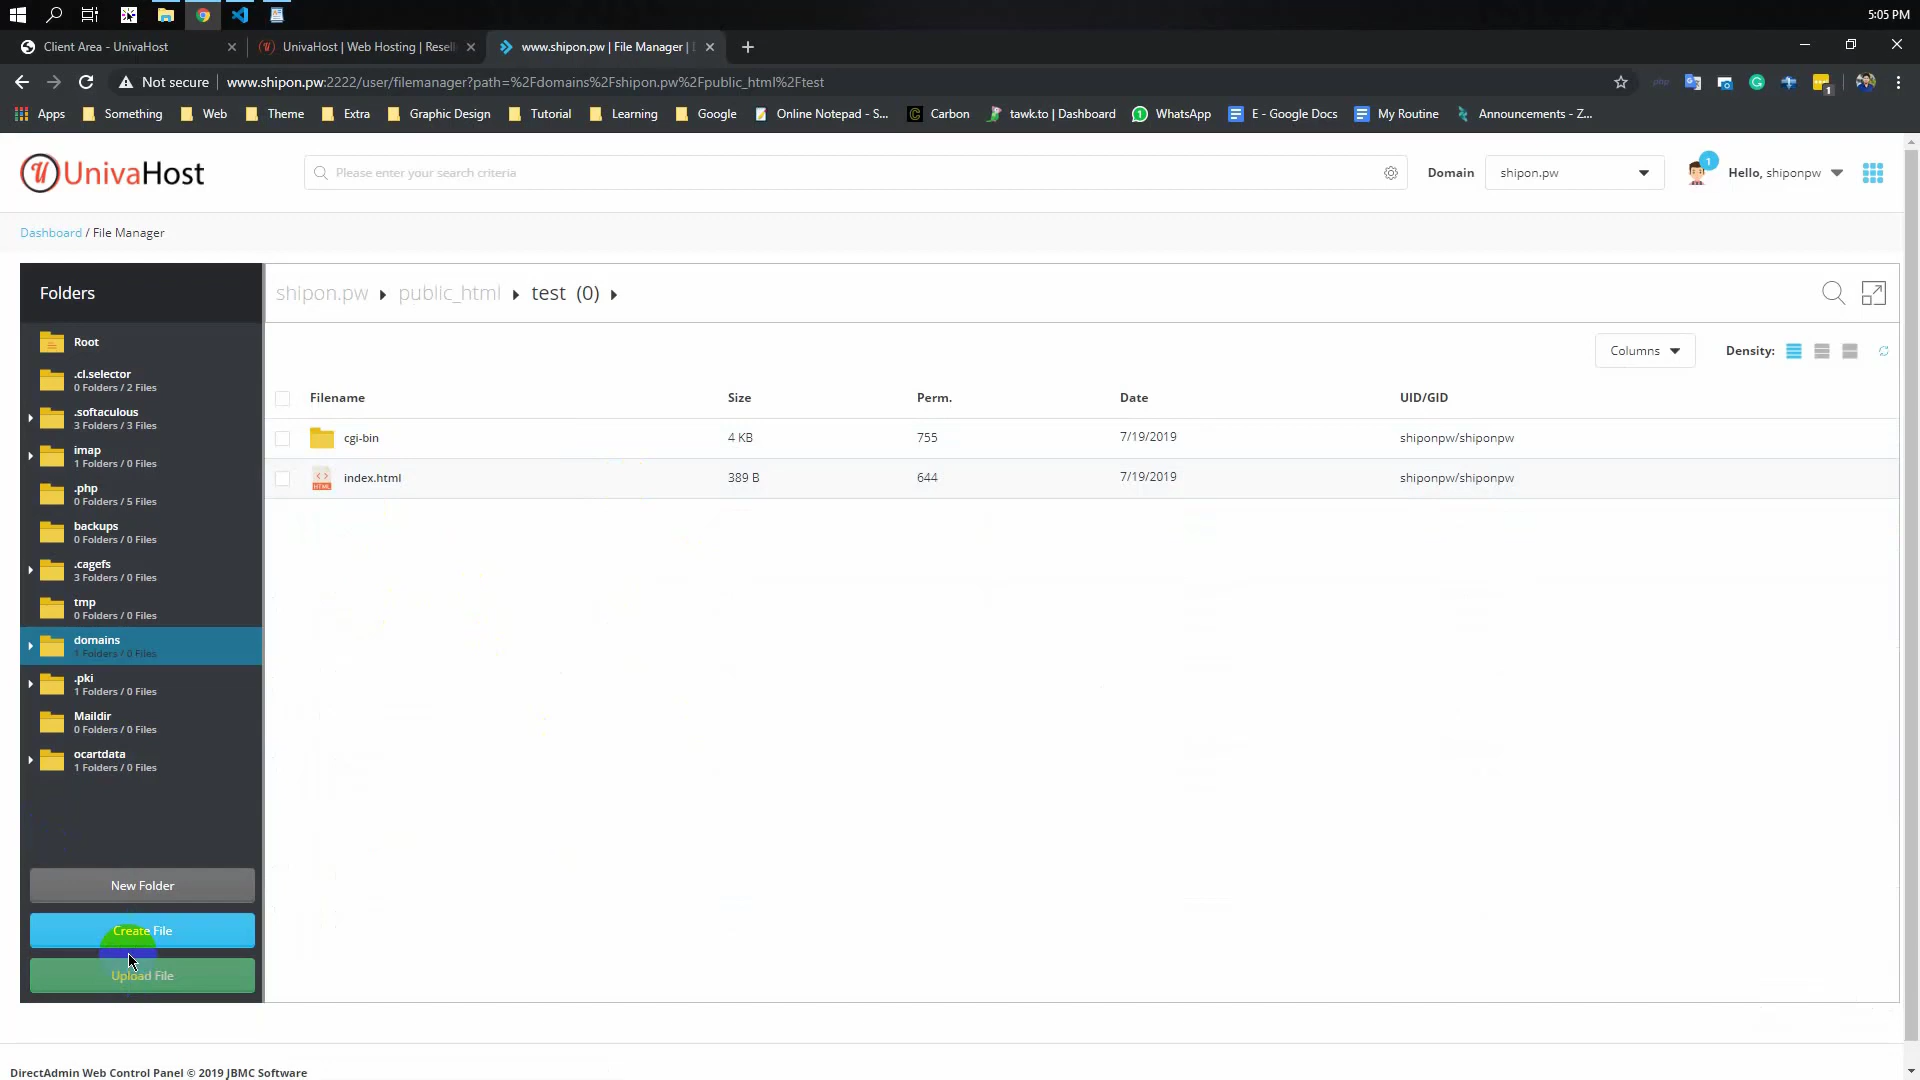 5:05 PM
Client Area - UnivaHost
UnivaHost | Web Hosting | Resell
www.shipon.pw | File Manager |
Not secure
www.shipon.pw:2222/user/filemanager?path=%2Fdomains%2Fshipon.pw%2Fpublic_html%2Ftest
1
Apps
Something
Web
Theme
Extra
Graphic Design
Tutorial
Learning
Google
Online Notepad - S...
Carbon
tawk.to | Dashboard
1
WhatsApp
E - Google Docs
My Routine
Announcements - Z...
UnivaHost
Please enter your search criteria
Domain
shipon.pw
1
Hello, shiponpw
Dashboard / File Manager
Folders
shipon.pw
public_html
test (0)
Root
.cl.selector
0 Folders / 2 Files
.softaculous
3 Folders / 3 Files
imap
1 Folders / 0 Files
.php
0 Folders / 5 Files
backups
0 Folders / 0 Files
.cagefs
3 Folders / 0 Files
tmp
0 Folders / 0 Files
domains
1 Folders / 0 Files
.pki
1 Folders / 0 Files
Maildir
0 Folders / 0 Files
ocartdata
1 Folders / 0 Files
New Folder
Create File
Upload File
Columns
Density:
Filename Size Perm. Date UID/GID
cgi-bin 4 KB 755 7/19/2019 shiponpw/shiponpw
index.html 389 B 644 7/19/2019 shiponpw/shiponpw
DirectAdmin Web Control Panel © 2019 JBMC Software